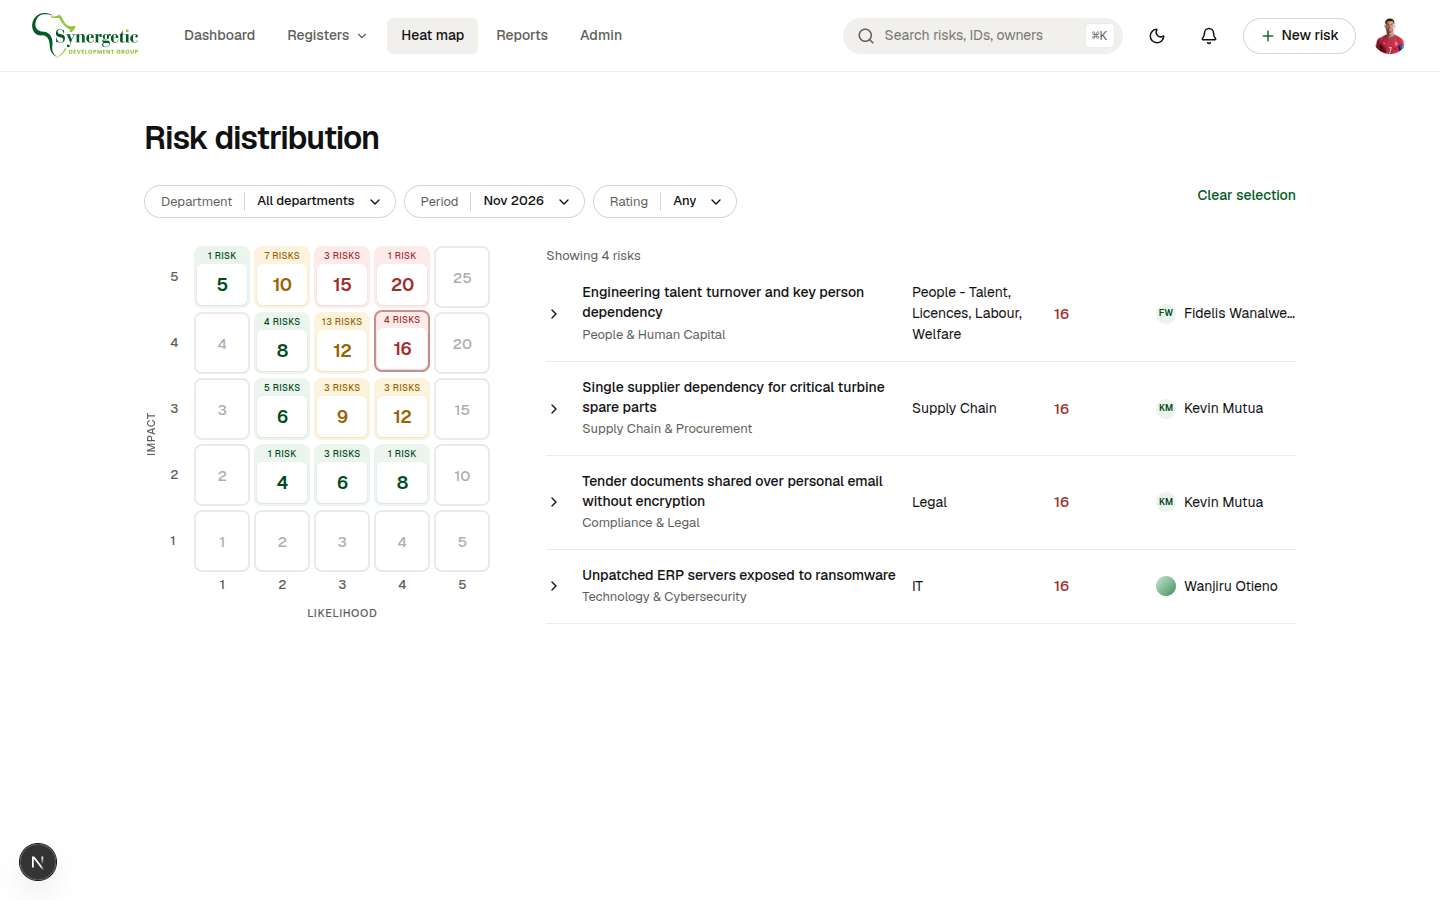 Synergetic
DEVELOPMENT GROUP
Dashboard
Registers
Heat map
Reports
Admin
Search risks, IDs, owners
⌘K
New risk
Risk distribution
Department All departments
Period Nov 2026
Rating Any
Clear selection
IMPACT
5
1 RISK
5
7 RISKS
10
3 RISKS
15
1 RISK
20
25
4
4
4 RISKS
8
13 RISKS
12
4 RISKS
16
20
3
3
5 RISKS
6
3 RISKS
9
3 RISKS
12
15
2
2
1 RISK
4
3 RISKS
6
1 RISK
8
10
1
1
2
3
4
5
1 2 3 4 5
LIKELIHOOD
Showing 4 risks
Engineering talent turnover and key person
dependency
People & Human Capital
People - Talent,
Licences, Labour,
Welfare
16
FW Fidelis Wanalwe...
Single supplier dependency for critical turbine
spare parts
Supply Chain & Procurement
Supply Chain
16
KM Kevin Mutua
Tender documents shared over personal email
without encryption
Compliance & Legal
Legal
16
KM Kevin Mutua
Unpatched ERP servers exposed to ransomware
Technology & Cybersecurity
IT
16
Wanjiru Otieno
N